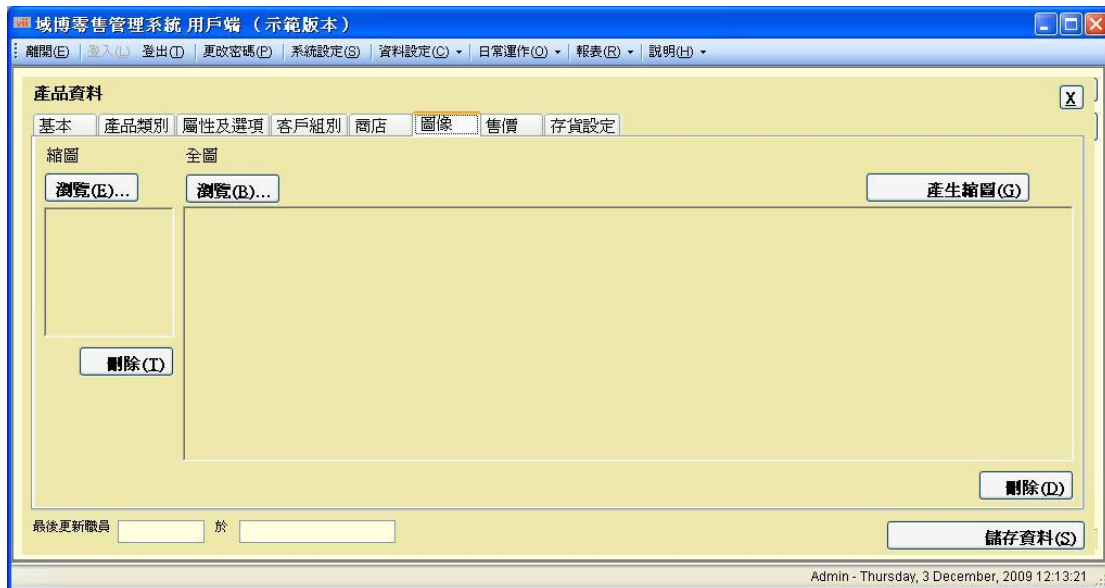 vii 域博零售管理系統 用戶端 （示範版本）
離開(E) 登入(L) 登出(T) 更改密碼(P) 系統設定(S) 資料設定(C) 日常運作(O) 報表(R) 說明(H)
產品資料 X
基本 產品類別 屬性及選項 客戶組別 商店 圖像 售價 存貨設定
縮圖 全圖
瀏覽(E)... 瀏覽(B)... 產生縮圖(G)
刪除(T)
刪除(D)
最後更新職員 於 儲存資料(S)
Admin - Thursday, 3 December, 2009 12:13:21